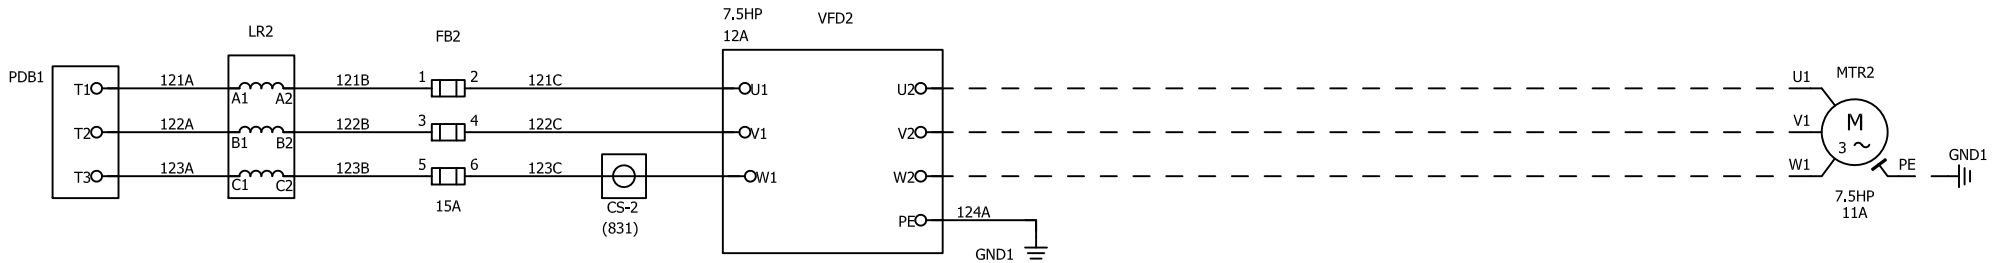 7.5HP
VFD2
LR2
FB2
12A
PDB1
T1
121A
A1
A2
121B
1
2
121C
U1
U2
U1
MTR2
T2
122A
B1
B2
122B
3
4
122C
V1
V2
V1
M
3
T3
123A
C1
C2
123B
5
6
123C
W1
W2
W1
PE
GND1
15A
CS-2
(831)
PE
124A
GND1
7.5HP
11A